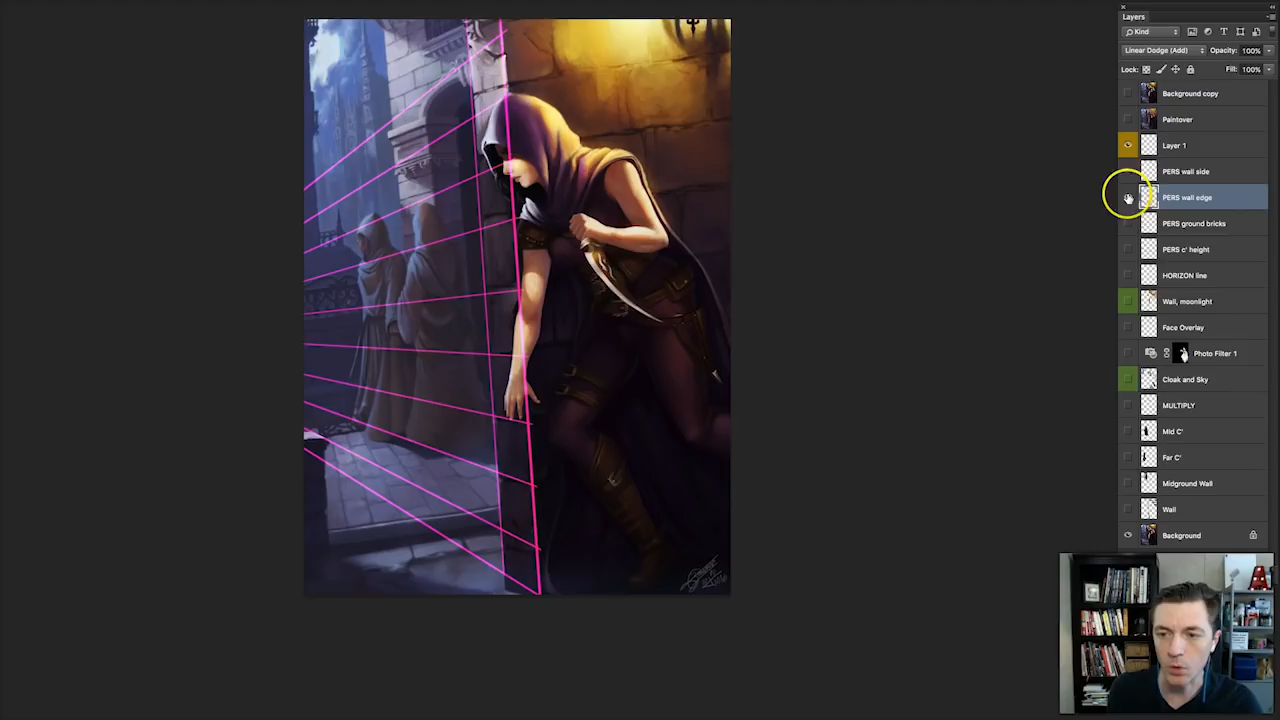 Layers
Kind
Linear Dodge (Add) Opacity: 100%
Lock: Fill: 100%
Background copy
Paintover
Layer 1
PERS wall side
PERS wall edge
PERS ground bricks
PERS c' height
HORIZON line
Wall, moonlight
Face Overlay
Photo Filter 1
Cloak and Sky
MULTIPLY
Mid C'
Far C'
Midground Wall
Wall
Background